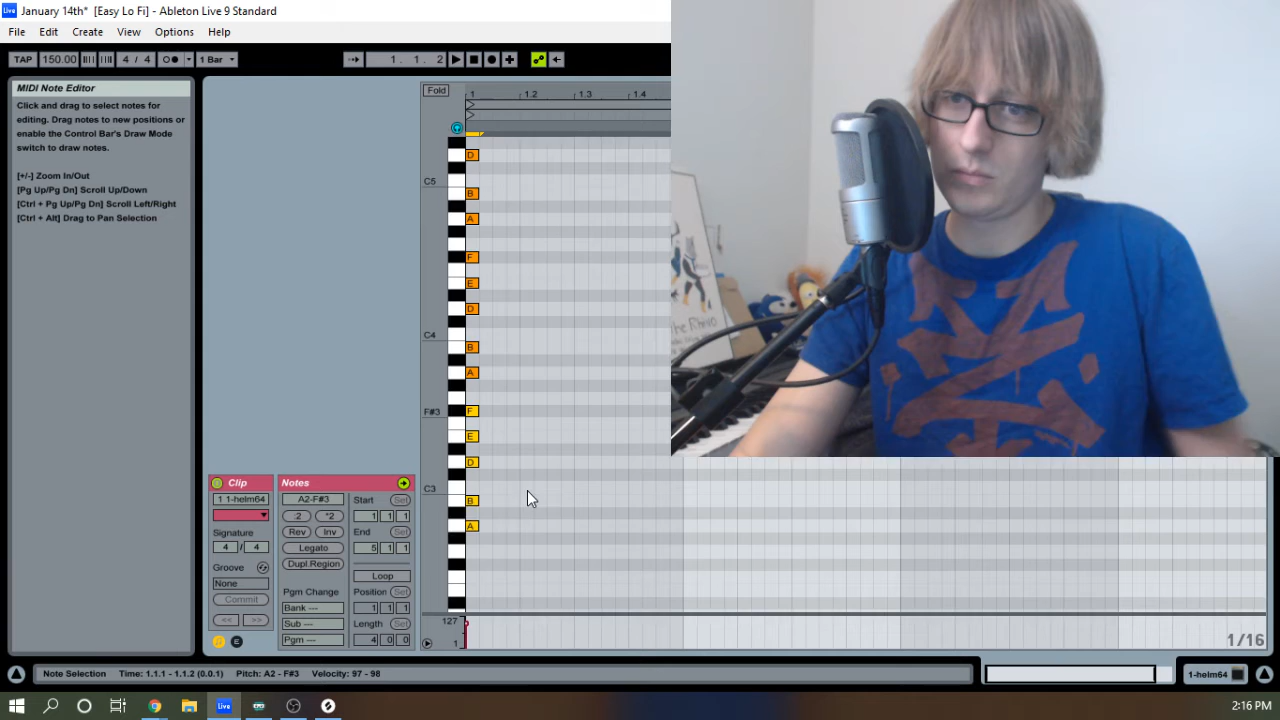 Live January 14th* [Easy Lo Fi] - Ableton Live 9 Standard
File Edit Create View Options Help
TAP 150.00 4 / 4 1 Bar 1. 1. 2
MIDI Note Editor
Click and drag to select notes for
editing. Drag notes to new positions or
enable the Control Bar's Draw Mode
switch to draw notes.
[+/-] Zoom In/Out
[Pg Up/Pg Dn] Scroll Up/Down
[Ctrl + Pg Up/Pg Dn] Scroll Left/Right
[Ctrl + Alt] Drag to Pan Selection
Fold 1 1.2 1.3 1.4
D
C5
B
A
F
E
D
C4
B
A
F#3 F
E
D
C3
B
A
Clip
1 1-helm64
Signature
4 / 4
Groove
None
Commit
<< >>
E
Notes
A2-F#3
:2 *2
Rev Inv
Legato
Dupl.Region
Pgm Change
Bank ---
Sub ---
Pgm ---
Start Set
1 1 1
End Set
5 1 1
Loop
Position Set
1 1 1
Length Set
4 0 0
127
1
1/16
Note Selection Time: 1.1.1 - 1.1.2 (0.0.1) Pitch: A2 - F#3 Velocity: 97 - 98
1-helm64
Live
2:16 PM